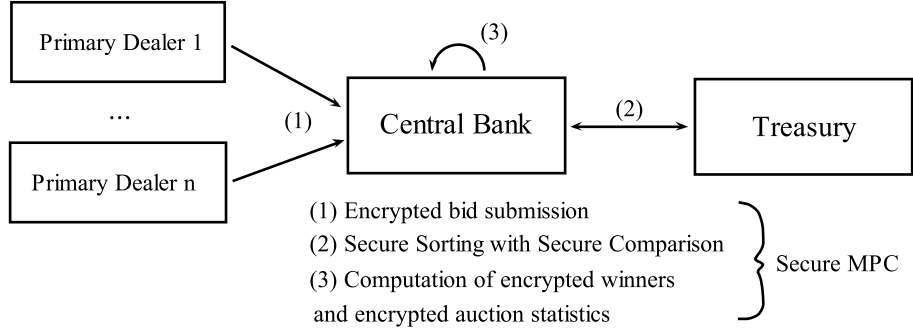 Primary Dealer 1
...
Primary Dealer n
(1)
(3)
Central Bank
(2)
Treasury
(1) Encrypted bid submission
(2) Secure Sorting with Secure Comparison
(3) Computation of encrypted winners
and encrypted auction statistics
Secure MPC